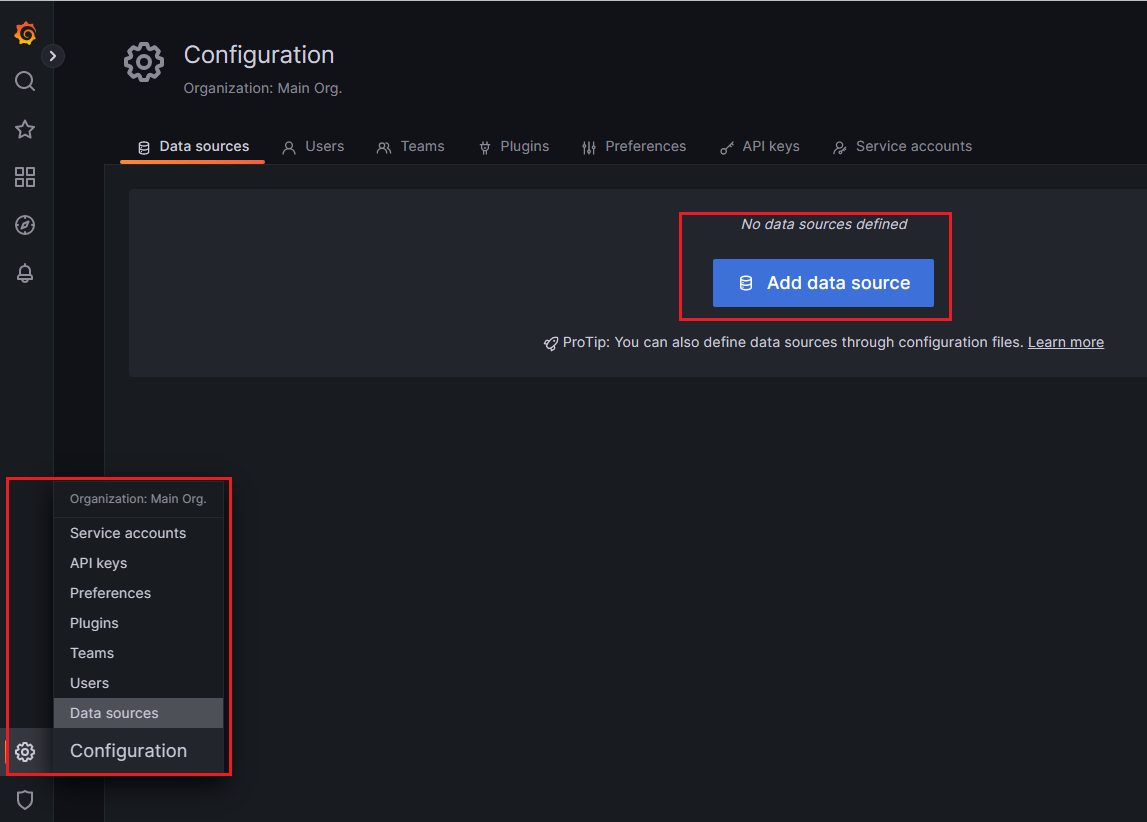 Configuration
Organization: Main Org.
Data sources Users Teams Plugins Preferences API keys Service accounts
No data sources defined
Add data source
ProTip: You can also define data sources through configuration files. Learn more
Organization: Main Org.
Service accounts
API keys
Preferences
Plugins
Teams
Users
Data sources
Configuration